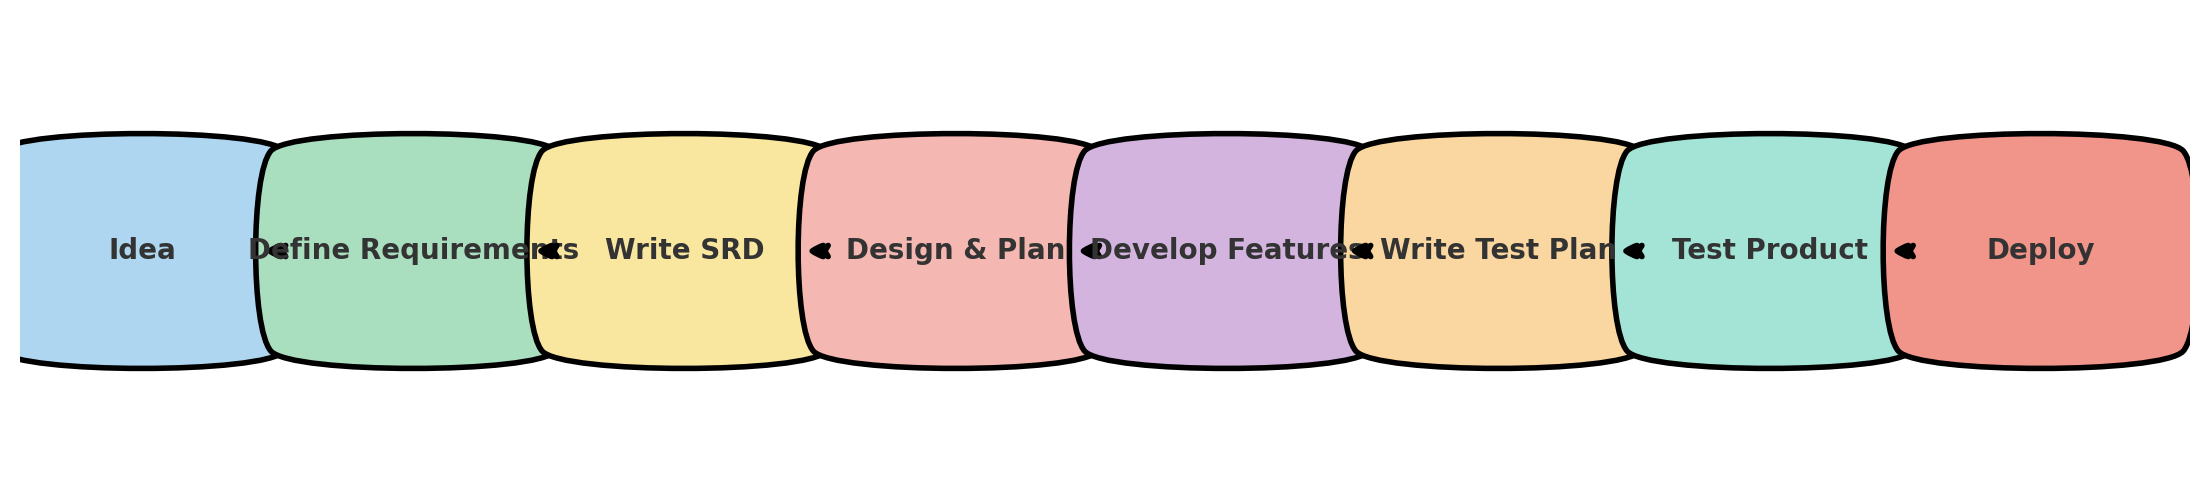 Idea
Define Requirements
Write SRD
Design & Plan
Develop Features
Write Test Plan
Test Product
Deploy